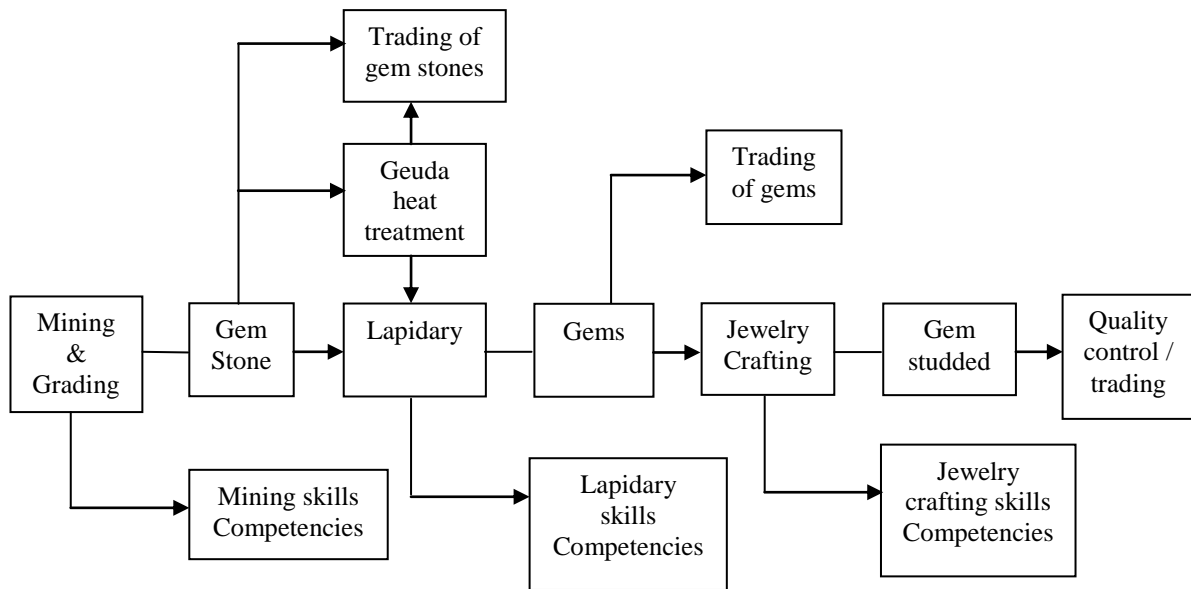 Trading of
gem stones
Geuda
heat
treatment
Trading
of gems
Mining
&
Grading
Gem
Stone
Lapidary
Gems
Jewelry
Crafting
Gem
studded
Quality
control /
trading
Mining skills
Competencies
Lapidary
skills
Competencies
Jewelry
crafting skills
Competencies